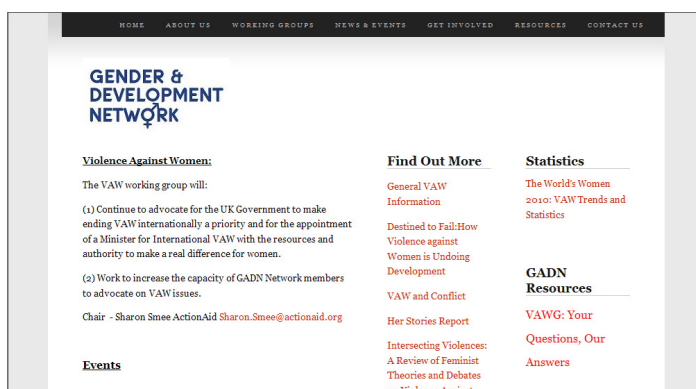 HOME ABOUT US WORKING GROUPS NEWS & EVENTS GET INVOLVED RESOURCES CONTACT US
GENDER &
DEVELOPMENT
NETWORK
Violence Against Women:
The VAW working group will:
(1) Continue to advocate for the UK Government to make
ending VAW internationally a priority and for the appointment
of a Minister for International VAW with the resources and
authority to make a real difference for women.
(2) Work to increase the capacity of GADN Network members
to advocate on VAW issues.
Chair - Sharon Smee ActionAid Sharon.Smee@actionaid.org
Events
Find Out More
General VAW
Information
Destined to Fail:How
Violence against
Women is Undoing
Development
VAW and Conflict
Her Stories Report
Intersecting Violences:
A Review of Feminist
Theories and Debates
Statistics
The World's Women
2010: VAW Trends and
Statistics
GADN
Resources
VAWG: Your
Questions, Our
Answers